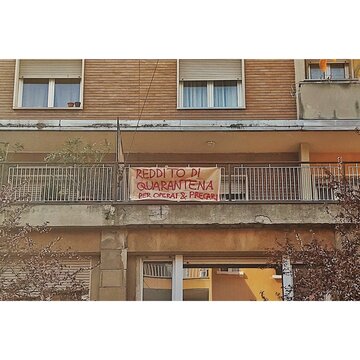 REDDITO DI
QUARANTENA
PER OPERAI & PRECARI